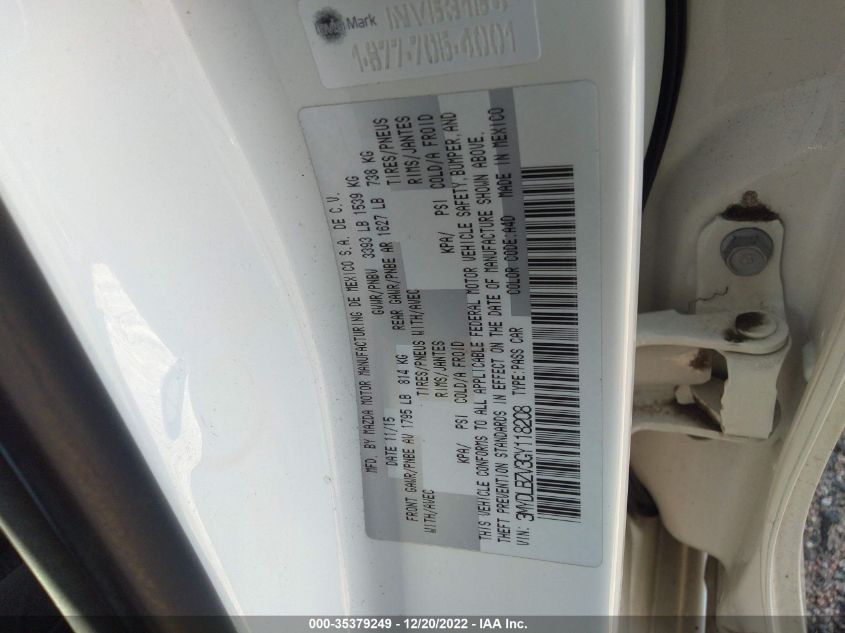 Mark
INV53153
1-877-706-4001
MFD. BY MAZDA MOTOR MANUFACTURING DE MEXICO S.A. DE C.V.
DATE 11/15 GVWR/PNBV 3393 LB 1539 KG
FRONT GAWR/PNBE AV 1795 LB 814 KG REAR GAWR/PNBE AR 1627 LB 738 KG
WITH/AVEC TIRES/PNEUS WITH/AVEC TIRES/PNEUS
RIMS/JANTES RIMS/JANTES
KPA/ PSI COLD/A FROID KPA/ PSI COLD/A FROID
THIS VEHICLE CONFORMS TO ALL APPLICABLE FEDERAL MOTOR VEHICLE SAFETY, BUMPER, AND
THEFT PREVENTION STANDARDS IN EFFECT ON THE DATE OF MANUFACTURE SHOWN ABOVE.
VIN: 3MYDLBZV3GY118208 TYPE:PASS CAR COLOR CODE:A4D MADE IN MEXICO
000-35379249 - 12/20/2022 - IAA Inc.